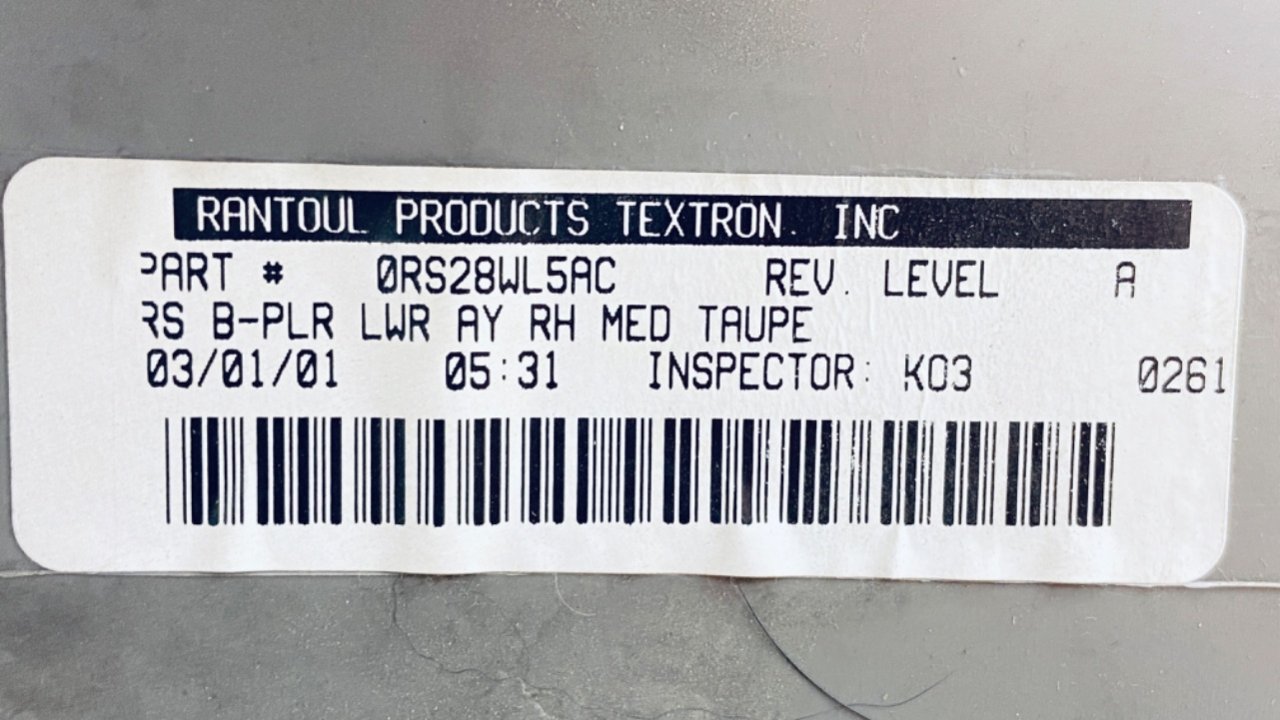 RANTOUL PRODUCTS TEXTRON. INC
PART # 0RS28WL5AC REV. LEVEL A
RS B-PLR LWR AY RH MED TAUPE
03/01/01 05:31 INSPECTOR: K03 0261